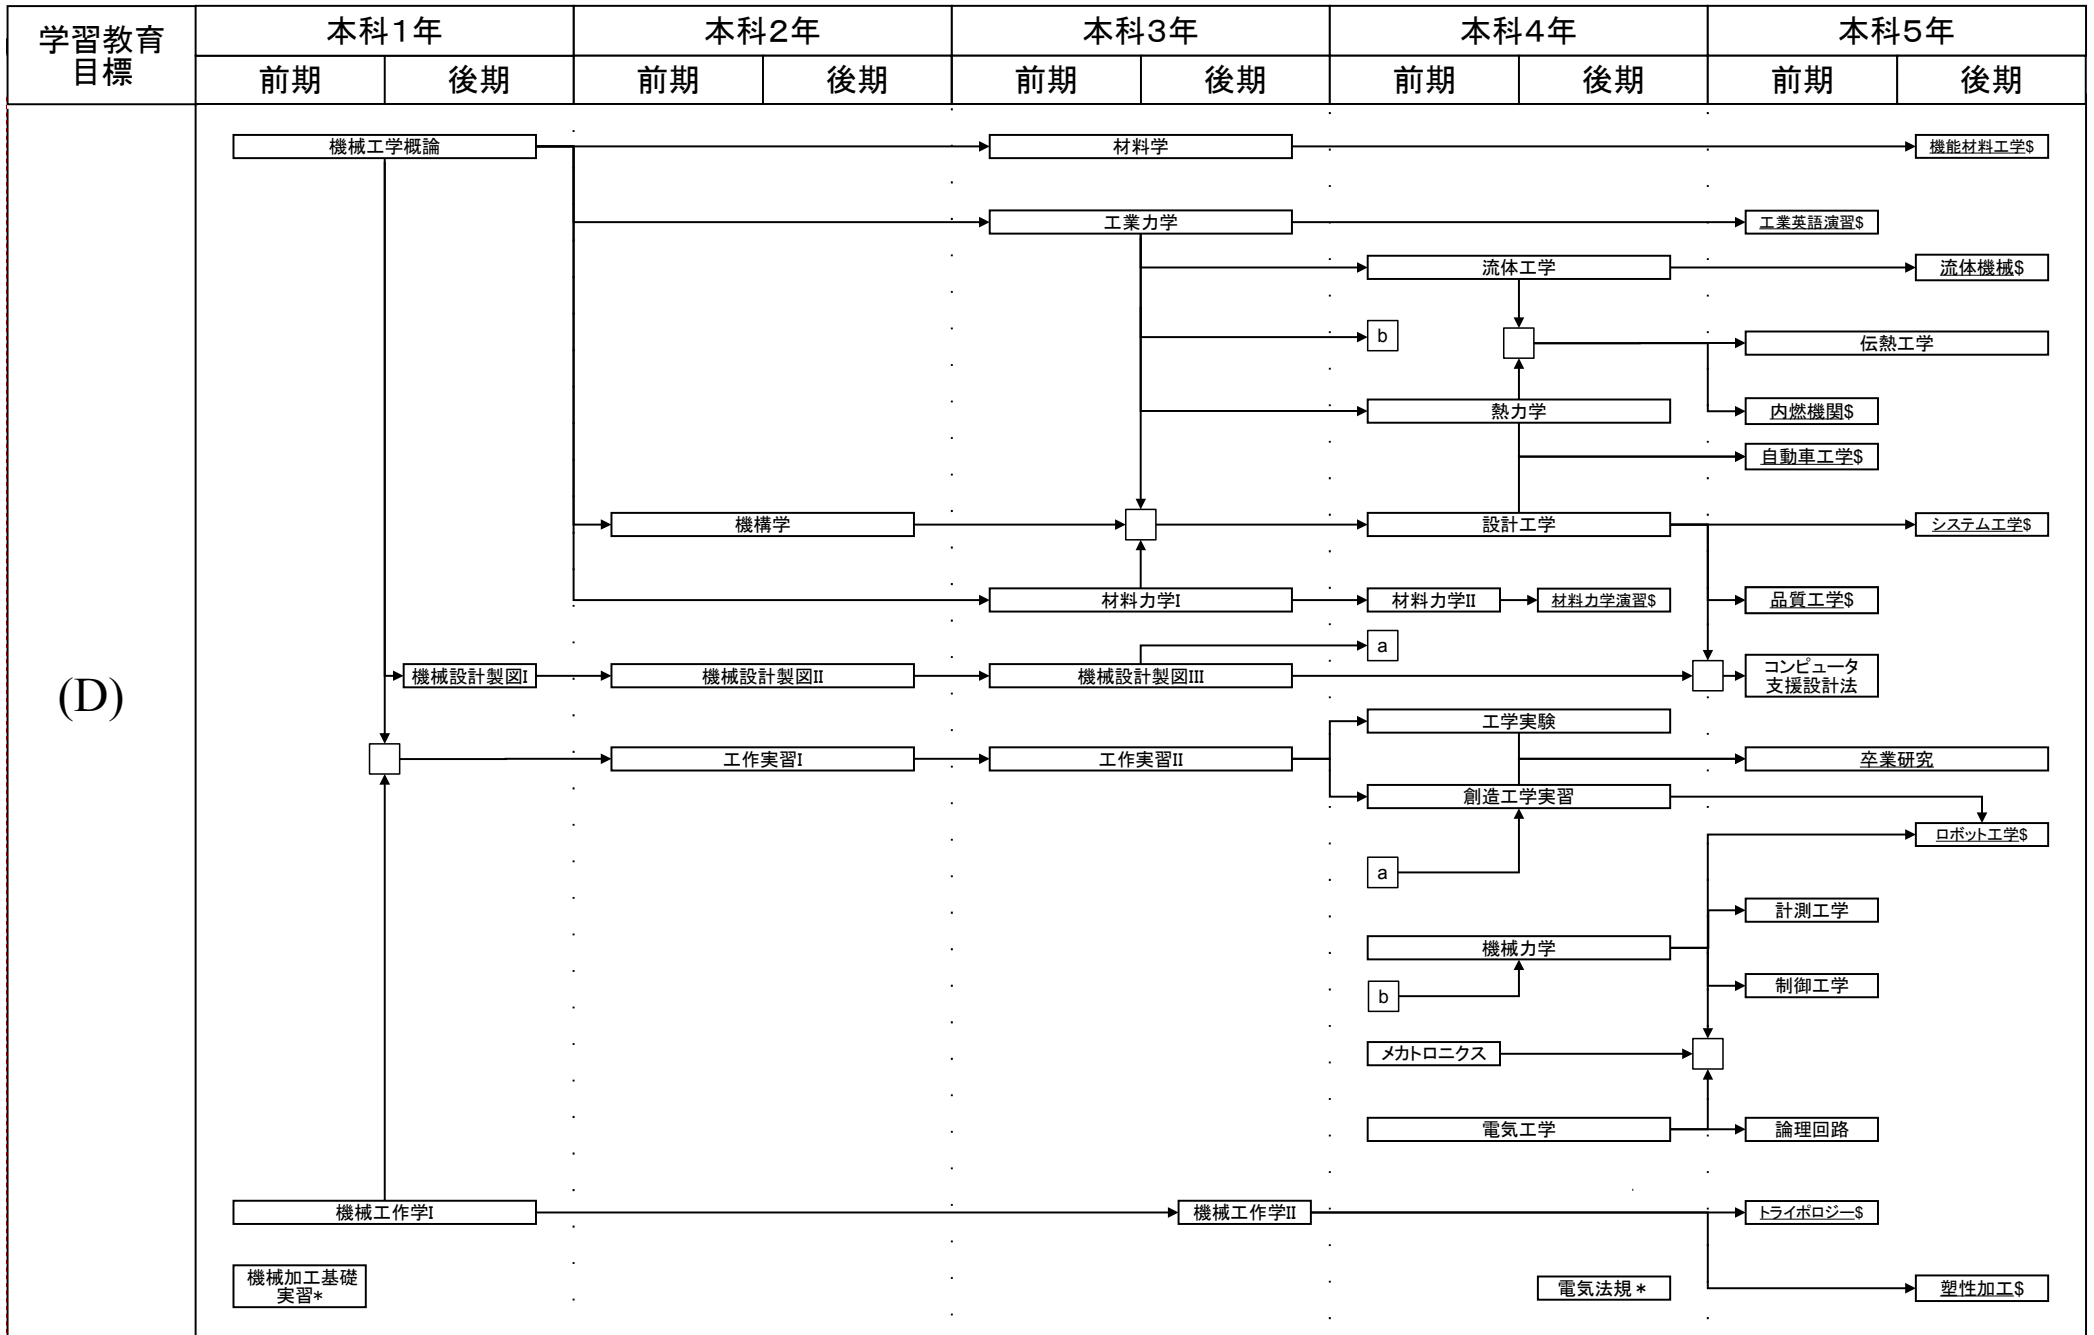 学習教育
目標
本科1年
本科2年
本科3年
本科4年
本科5年
前期
後期
前期
後期
前期
後期
前期
後期
前期
後期
(D)
機械工学概論
材料学
機能材料工学$
工業力学
工業英語演習$
流体工学
流体機械$
b
伝熱工学
熱力学
内燃機関$
自動車工学$
機構学
設計工学
システム工学$
材料力学I
材料力学II
材料力学演習$
品質工学$
a
機械設計製図I
機械設計製図II
機械設計製図III
コンピュータ
支援設計法
工学実験
工作実習I
工作実習II
卒業研究
創造工学実習
ロボット工学$
a
計測工学
機械力学
制御工学
b
メカトロニクス
電気工学
論理回路
機械工作学I
機械工作学II
トライポロジー$
機械加工基礎
実習*
電気法規*
塑性加工$